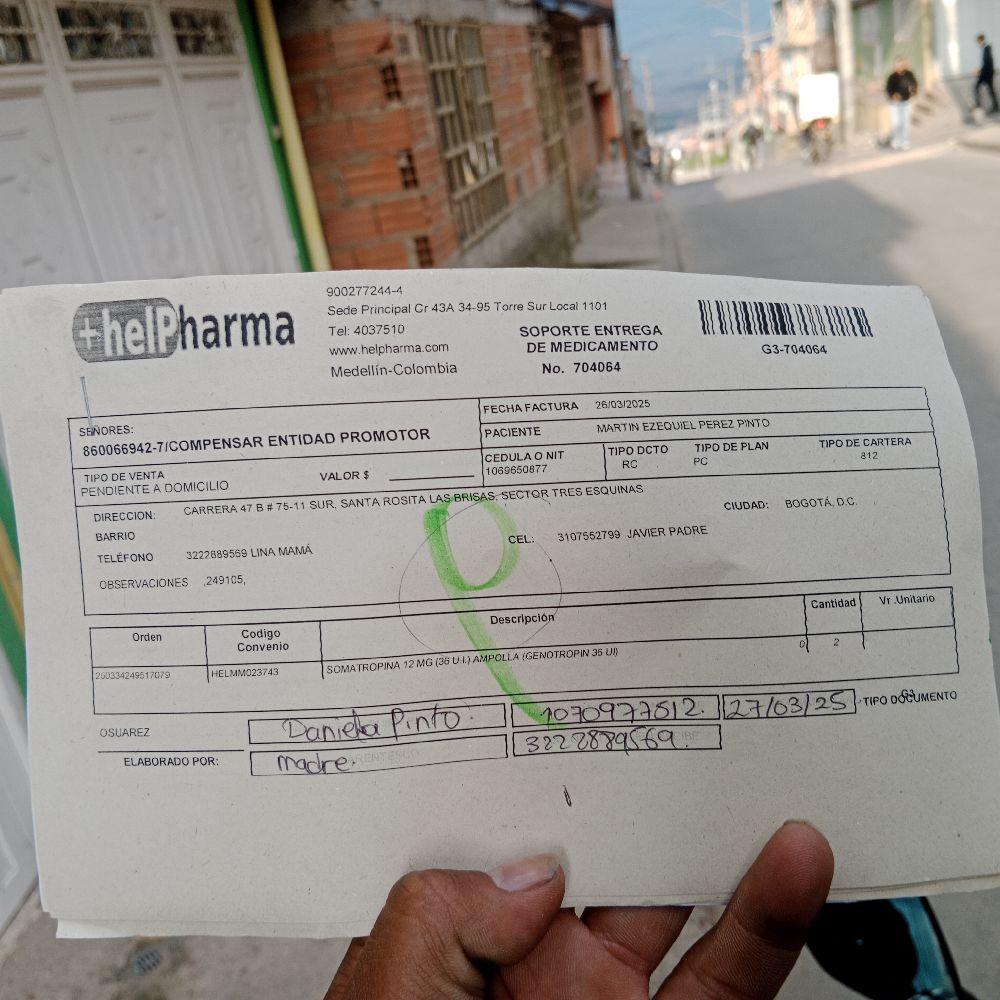 +helPharma
900277244-4
Sede Principal Cr 43A 34-95 Torre Sur Local 1101
Tel: 4037510
www.helpharma.com
Medellín-Colombia
SOPORTE ENTREGA
DE MEDICAMENTO
No. 704064
G3-704064
SEÑORES:
860066942-7/COMPENSAR ENTIDAD PROMOTOR
FECHA FACTURA 26/03/2025
PACIENTE MARTIN EZEQUIEL PEREZ PINTO
TIPO DE VENTA
PENDIENTE A DOMICILIO
VALOR $
CEDULA O NIT
1069650877
TIPO DCTO
RC
TIPO DE PLAN
PC
TIPO DE CARTERA
812
DIRECCION: CARRERA 47 B # 75-11 SUR, SANTA ROSITA LAS BRISAS, SECTOR TRES ESQUINAS
CIUDAD: BOGOTÁ, D.C.
BARRIO
TELÉFONO 3222889569 LINA MAMÁ
CEL: 3107552799 JAVIER PADRE
OBSERVACIONES ,249105,
9
Orden Codigo Convenio Descripción Cantidad Vr .Unitario
250334249517079 HELMM023743 SOMATROPINA 12 MG (36 U.I.) AMPOLLA (GENOTROPIN 36 UI) 0 2
OSUAREZ Daniela Pinto 1070977612 27/03/25 G3 TIPO DOCUMENTO
ELABORADO POR: madre. 3222889569.